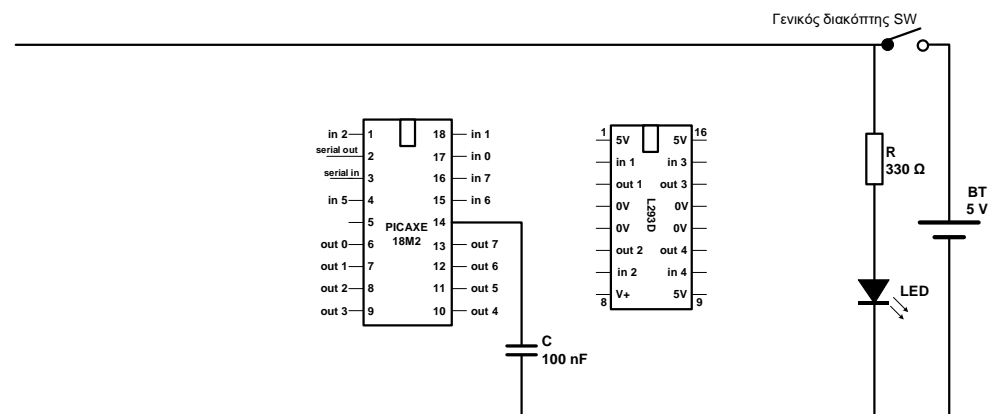 Γενικός διακόπτης SW
in 2 1 18 in 1
serial out 2 17 in 0
serial in 3 16 in 7
in 5 4 15 in 6
5 14
PICAXE
18M2
out 0 6 13 out 7
out 1 7 12 out 6
out 2 8 11 out 5
out 3 9 10 out 4
1 16
5V 5V
in 1 in 3
out 1 out 3
0V 0V
L293D
0V 0V
out 2 out 4
in 2 in 4
V+ 5V
8 9
R
330 Ω
BT
5 V
LED
C
100 nF